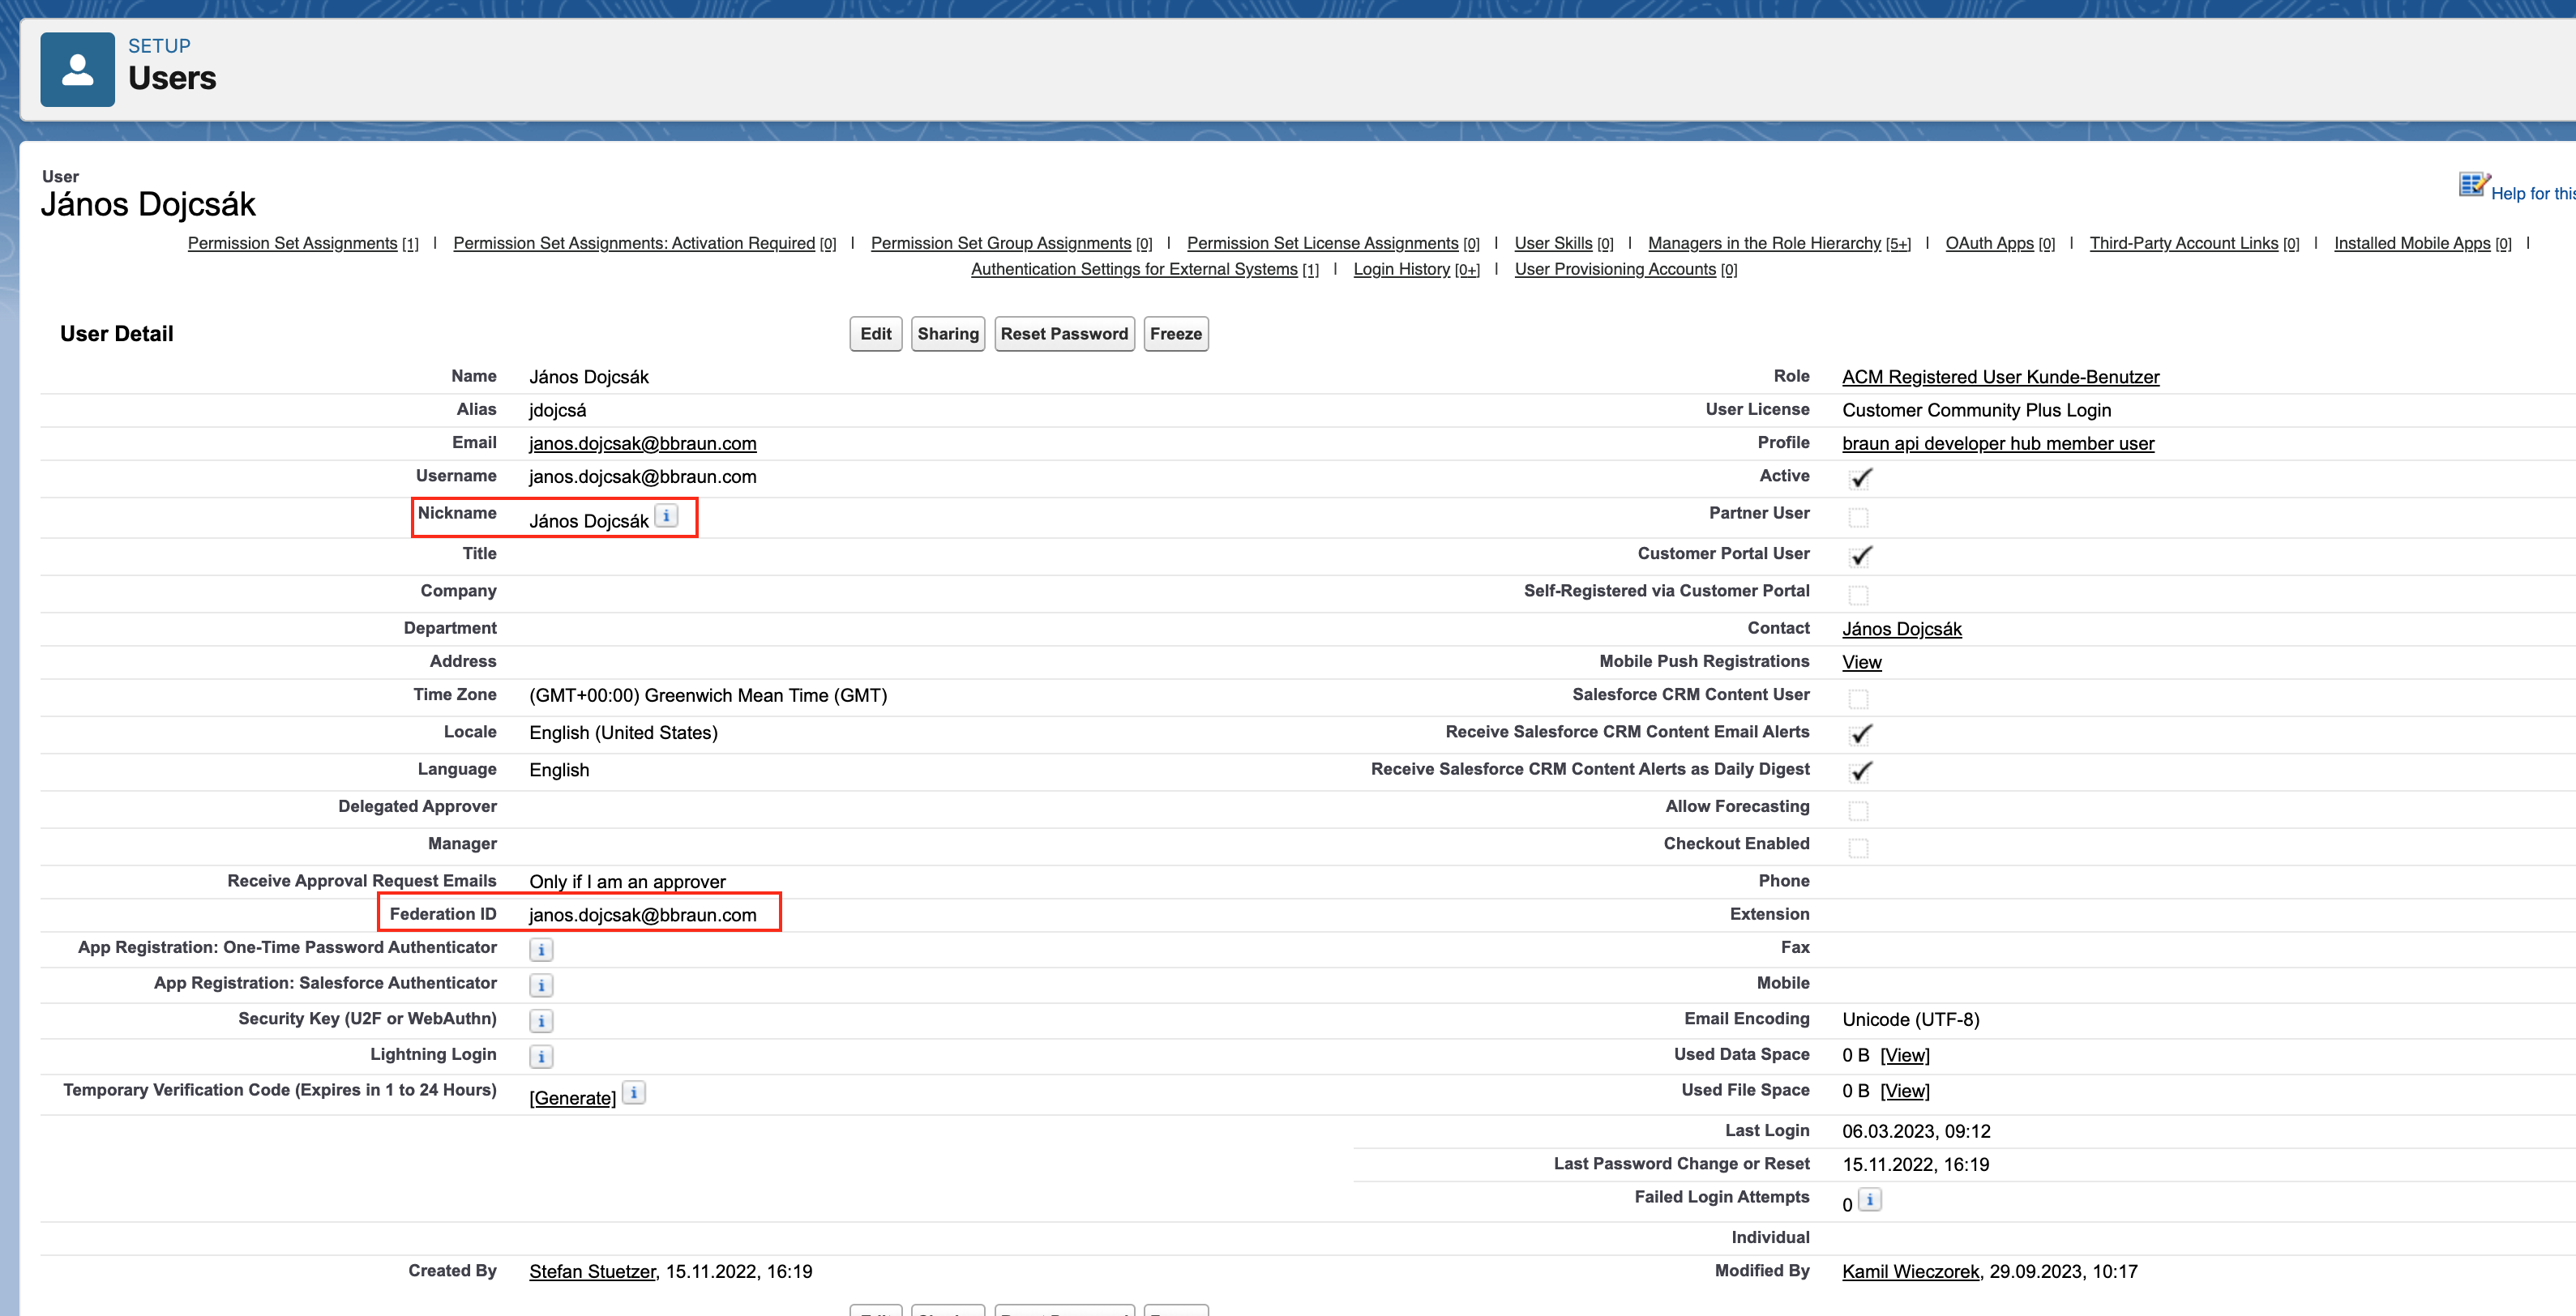 SETUP
Users
User
János Dojcsák
Help for this
Permission Set Assignments [1] | Permission Set Assignments: Activation Required [0] | Permission Set Group Assignments [0] | Permission Set License Assignments [0] | User Skills [0] | Managers in the Role Hierarchy [5+] | OAuth Apps [0] | Third-Party Account Links [0] | Installed Mobile Apps [0] |
Authentication Settings for External Systems [1] | Login History [0+] | User Provisioning Accounts [0]
User Detail Edit Sharing Reset Password Freeze
Name János Dojcsák Role ACM Registered User Kunde-Benutzer
Alias jdojcsá User License Customer Community Plus Login
Email janos.dojcsak@bbraun.com Profile braun api developer hub member user
Username janos.dojcsak@bbraun.com Active
Nickname János Dojcsák Partner User
Title Customer Portal User
Company Self-Registered via Customer Portal
Department Contact János Dojcsák
Address Mobile Push Registrations View
Time Zone (GMT+00:00) Greenwich Mean Time (GMT) Salesforce CRM Content User
Locale English (United States) Receive Salesforce CRM Content Email Alerts
Language English Receive Salesforce CRM Content Alerts as Daily Digest
Delegated Approver Allow Forecasting
Manager Checkout Enabled
Receive Approval Request Emails Only if I am an approver Phone
Federation ID janos.dojcsak@bbraun.com Extension
App Registration: One-Time Password Authenticator Fax
App Registration: Salesforce Authenticator Mobile
Security Key (U2F or WebAuthn) Email Encoding Unicode (UTF-8)
Lightning Login Used Data Space 0 B [View]
Temporary Verification Code (Expires in 1 to 24 Hours) [Generate] Used File Space 0 B [View]
Last Login 06.03.2023, 09:12
Last Password Change or Reset 15.11.2022, 16:19
Failed Login Attempts 0
Individual
Created By Stefan Stuetzer, 15.11.2022, 16:19 Modified By Kamil Wieczorek, 29.09.2023, 10:17